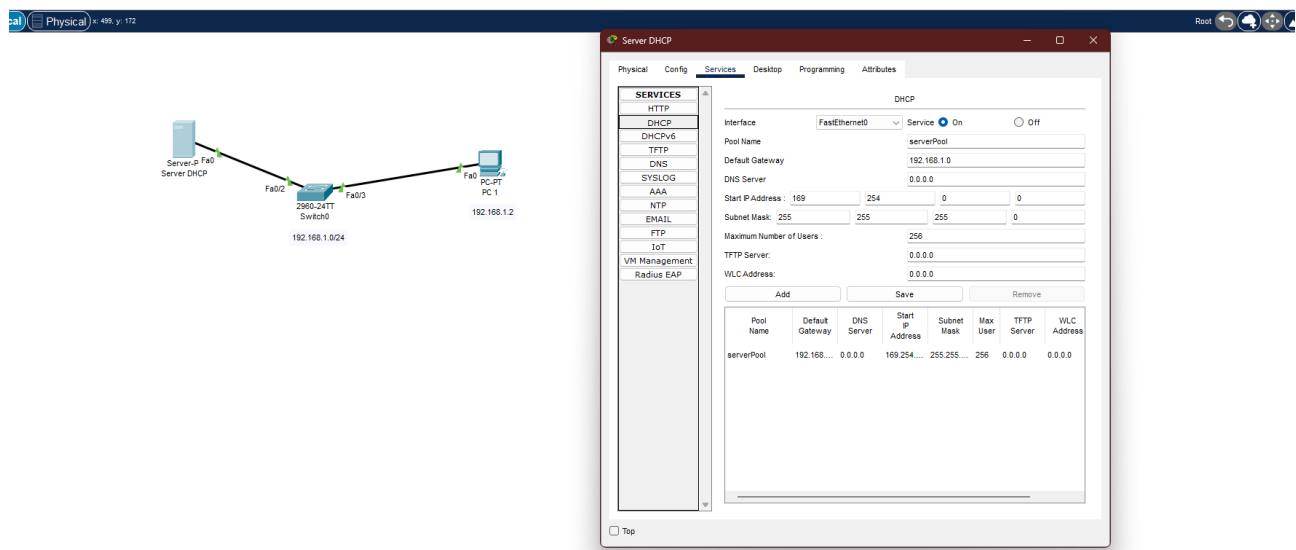 cal Physical x: 499, y: 172 Root
Server DHCP
Physical Config Services Desktop Programming Attributes
SERVICES
HTTP
DHCP
DHCPv6
TFTP
DNS
SYSLOG
AAA
NTP
EMAIL
FTP
IoT
VM Management
Radius EAP
DHCP
Interface FastEthernet0 Service On Off
Pool Name serverPool
Default Gateway 192.168.1.0
DNS Server 0.0.0.0
Start IP Address : 169 254 0 0
Subnet Mask: 255 255 255 0
Maximum Number of Users : 256
TFTP Server: 0.0.0.0
WLC Address: 0.0.0.0
Add Save Remove
Pool Name Default Gateway DNS Server Start IP Address Subnet Mask Max User TFTP Server WLC Address
serverPool 192.168.... 0.0.0.0 169.254.... 255.255.... 256 0.0.0.0 0.0.0.0
Top
Server-P Fa0
Server DHCP
Fa0/2
Fa0/3
2960-24TT
Switch0
192.168.1.0/24
Fa0
PC-PT
PC 1
192.168.1.2